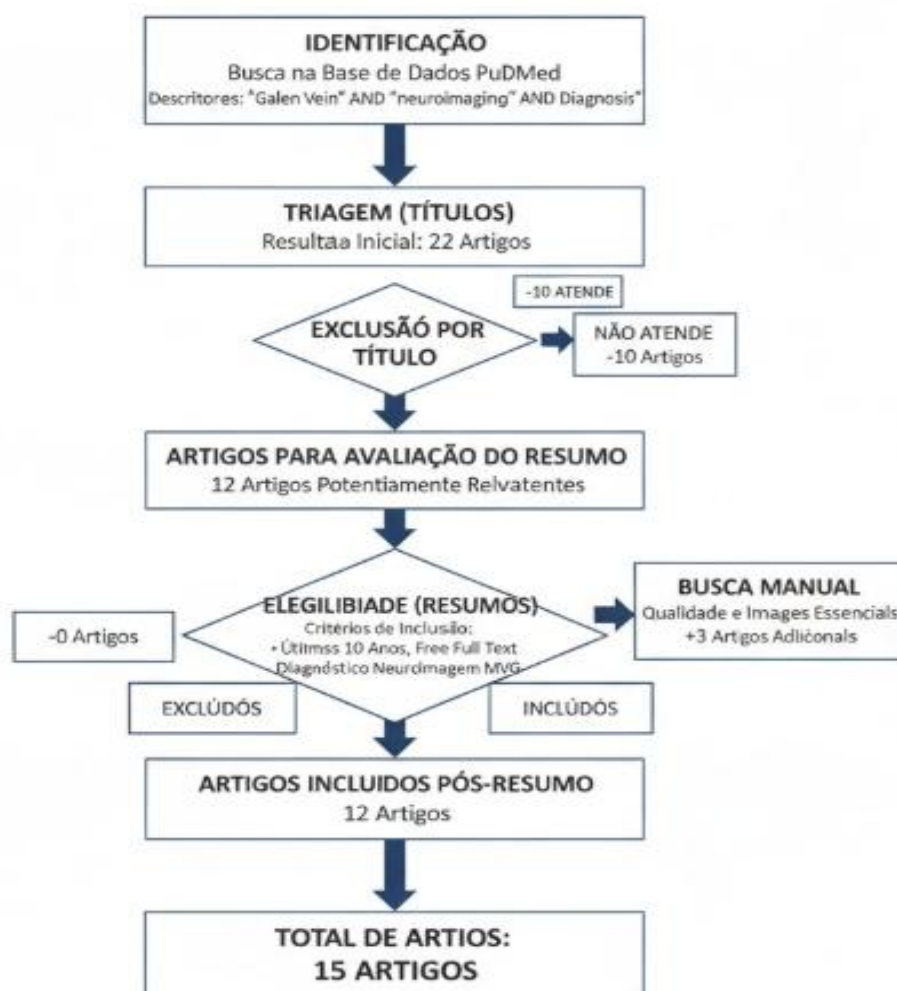 IDENTIFICAÇÃO
Busca na Base de Dados PuDMed
Descritores: "Galen Vein" AND "neuroimaging" AND Diagnosis"
TRIAGEM (TÍTULOS)
Resultaa Inicial: 22 Artigos
-10 ATENDE
EXCLUSÃÓ POR
TÍTULO
NÃO ATENDE
-10 Artigos
ARTIGOS PARA AVALIAÇÃO DO RESUMO
12 Artigos Potentiamente Relvatentes
ELEGILIBIADE (RESUMOS)
Critérios de Inclusão:
• Útiimss 10 Anos, Free Full Text
Diagnóstico Neuroimagem MVG
BUSCA MANUAL
Qualidade e Images Essencials
+3 Artigos Adliconals
-0 Artigos
EXCLÚDÓS
INCLÚDÓS
ARTIGOS INCLUIDOS PÓS-RESUMO
12 Artigos
TOTAL DE ARTIOS:
15 ARTIGOS